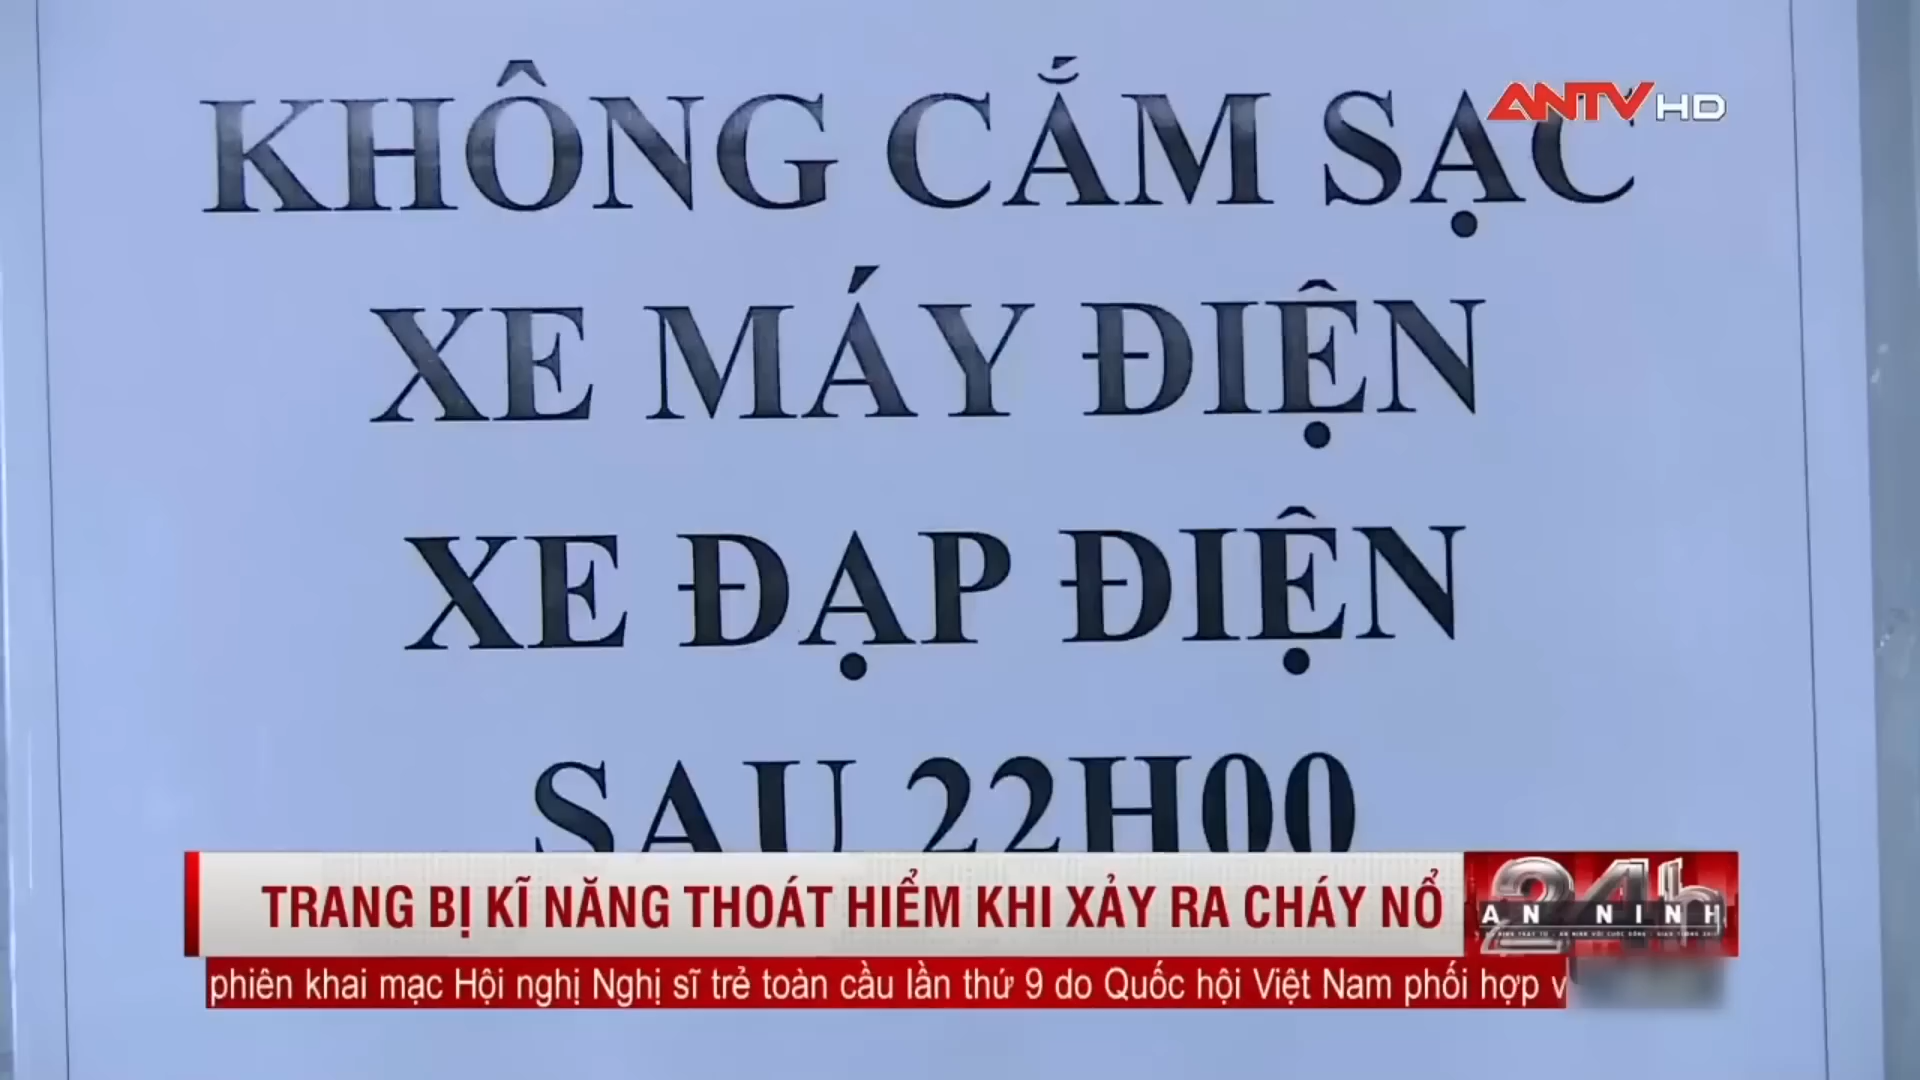 KHÔNG CẮM SẠC
ANTV HD
XE MÁY ĐIỆN
XE ĐẠP ĐIỆN
SAU 22H00
TRANG BỊ KĨ NĂNG THOÁT HIỂM KHI XẢY RA CHÁY NỔ
24h
AN NINH
phiên khai mạc Hội nghị Nghị sĩ trẻ toàn cầu lần thứ 9 do Quốc hội Việt Nam phối hợp v